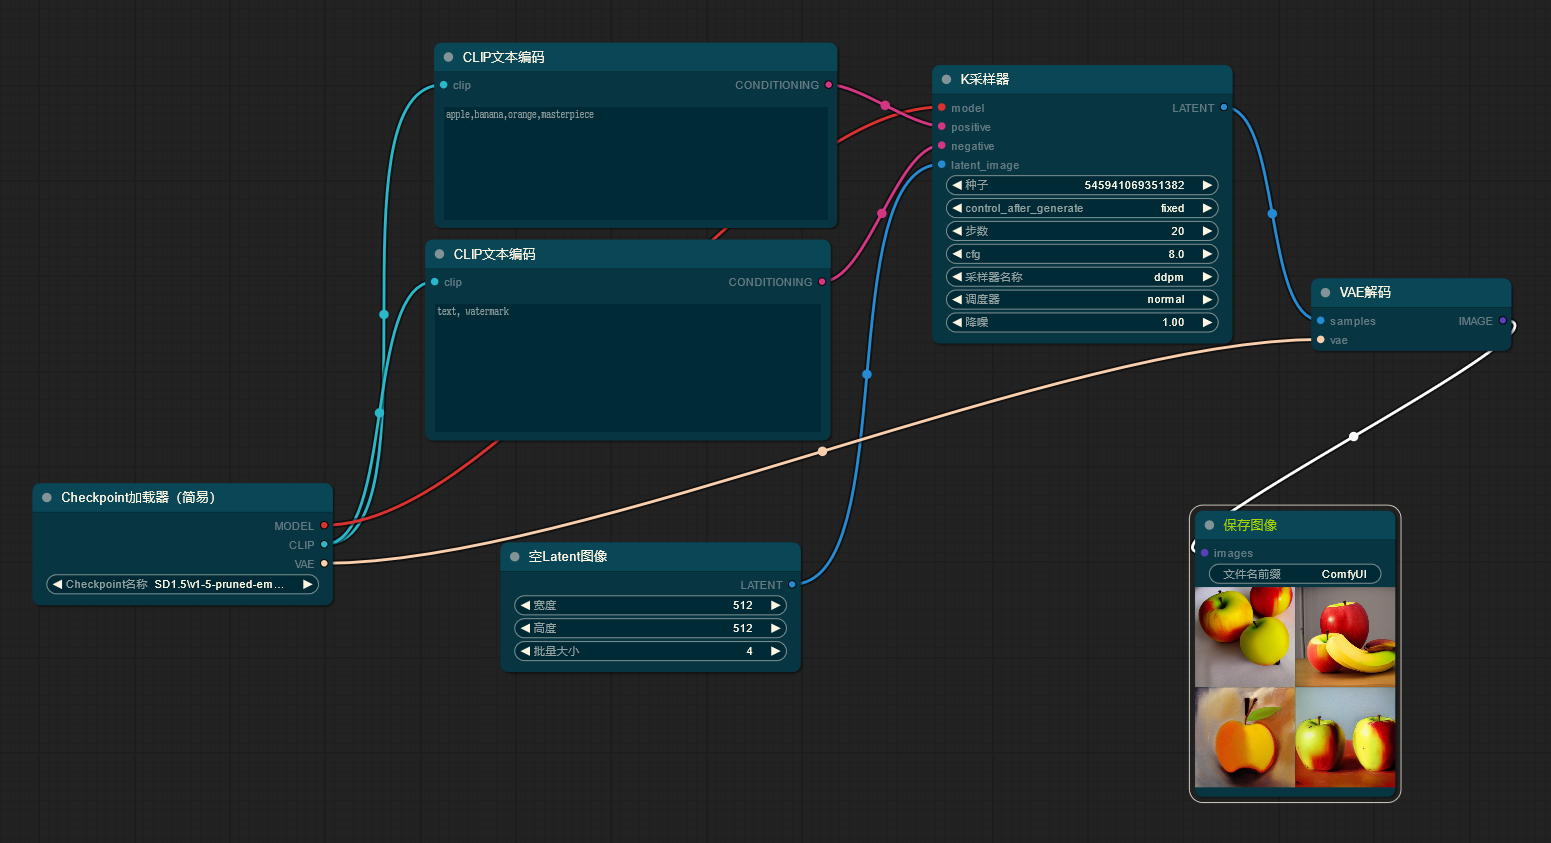 CLIP文本编码
clip
CONDITIONING
apple,banana,orange,masterpiece
CLIP文本编码
clip
CONDITIONING
text, watermark
Checkpoint加载器（简易）
MODEL
CLIP
VAE
Checkpoint名称 SD1.5\v1-5-pruned-em...
空Latent图像
LATENT
宽度 512
高度 512
批量大小 4
K采样器
model
LATENT
positive
negative
latent_image
种子 545941069351382
control_after_generate fixed
步数 20
cfg 8.0
采样器名称 ddpm
调度器 normal
降噪 1.00
VAE解码
samples
IMAGE
vae
保存图像
images
文件名前缀 ComfyUI